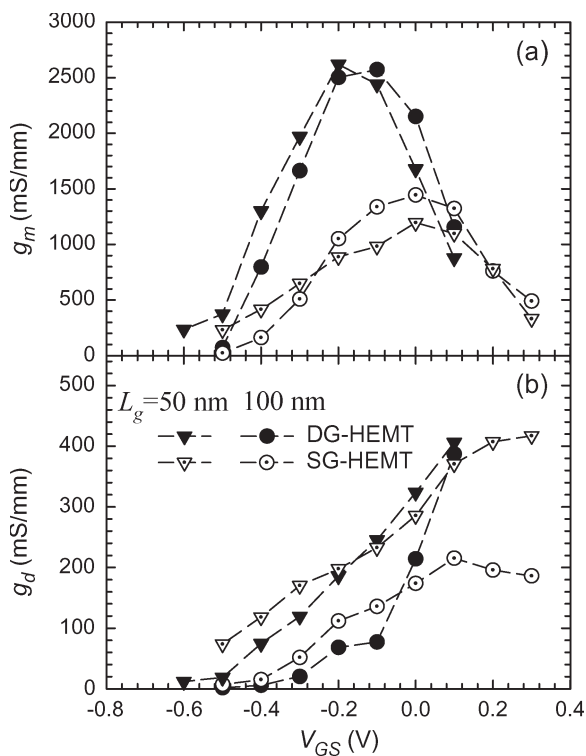 3000
(a)
2500
2000
1500
1000
500
0
g_m (mS/mm)
500
(b)
L_g=50 nm 100 nm
DG-HEMT
SG-HEMT
400
300
200
100
0
g_d (mS/mm)
-0.8 -0.6 -0.4 -0.2 0.0 0.2 0.4
V_GS (V)